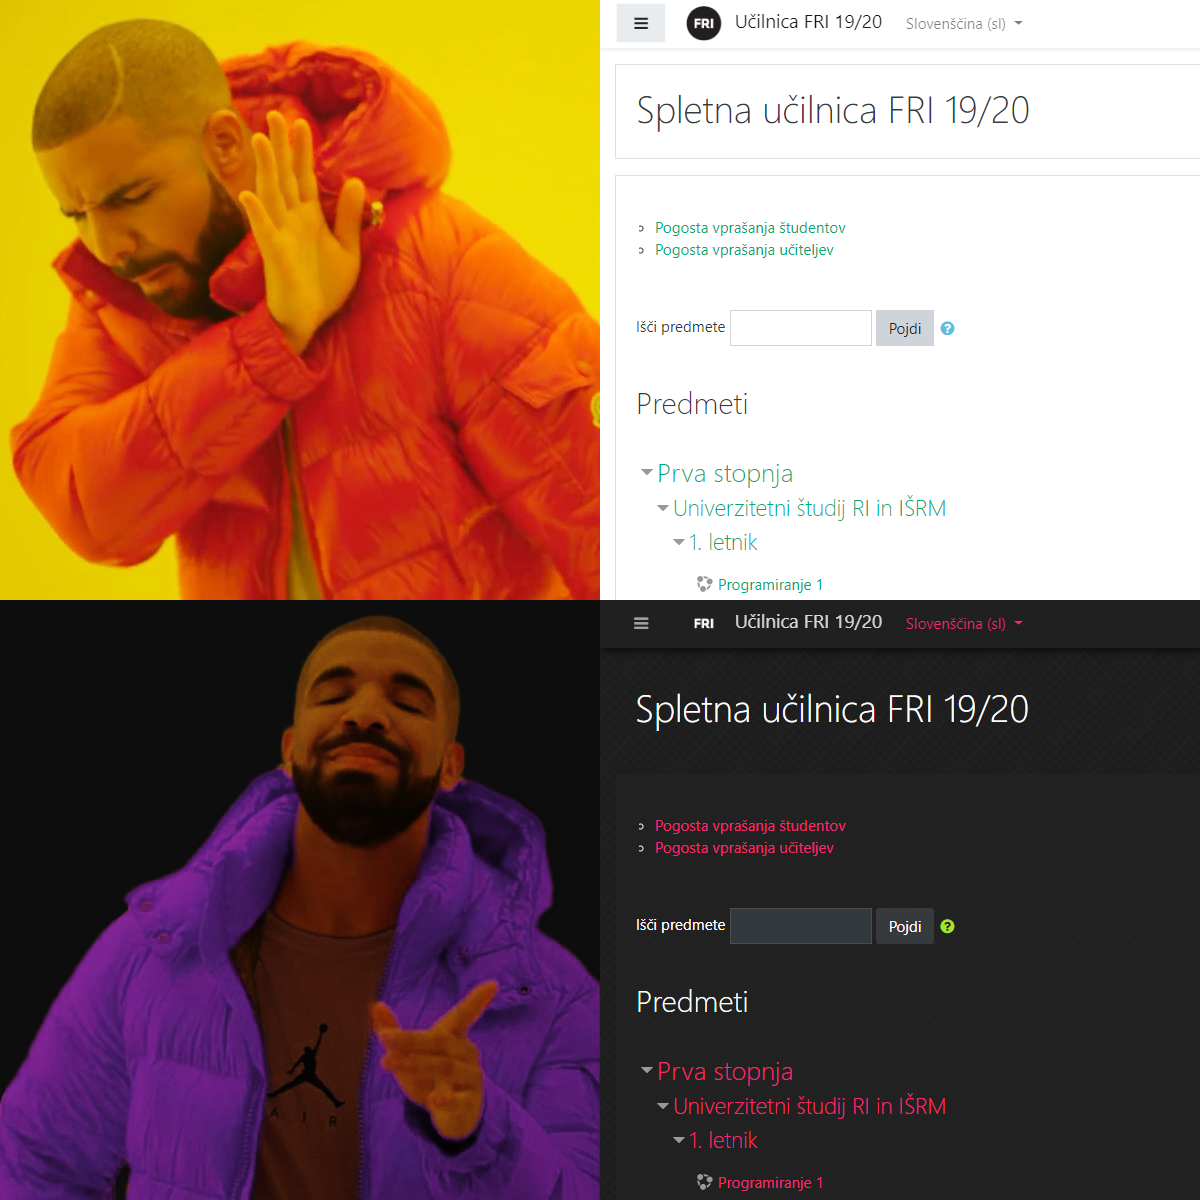 FRI Učilnica FRI 19/20 Slovenščina (sl)
Spletna učilnica FRI 19/20
Pogosta vprašanja študentov
Pogosta vprašanja učiteljev
Išči predmete Pojdi ?
Predmeti
Prva stopnja
Univerzitetni študij RI in IŠRM
1. letnik
Programiranje 1
FRI Učilnica FRI 19/20 Slovenščina (sl)
Spletna učilnica FRI 19/20
Pogosta vprašanja študentov
Pogosta vprašanja učiteljev
Išči predmete Pojdi ?
Predmeti
Prva stopnja
Univerzitetni študij RI in IŠRM
1. letnik
Programiranje 1
AIR